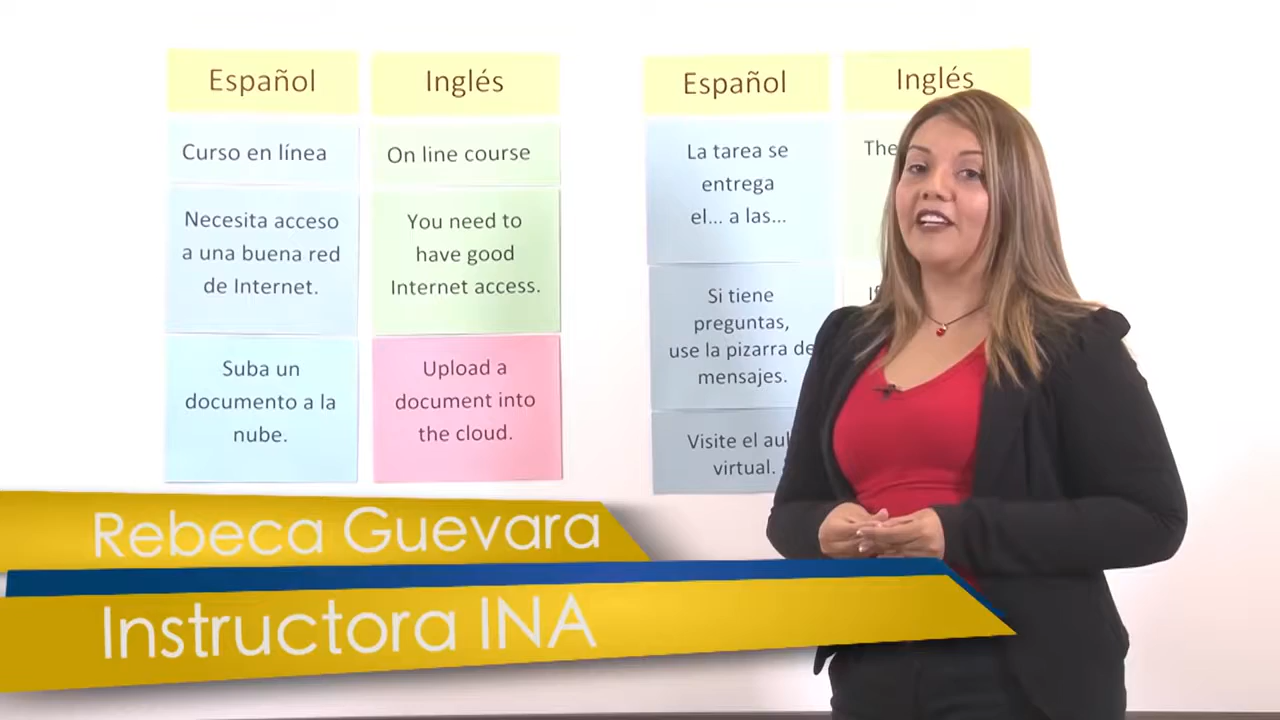 Español
Inglés
Curso en línea
On line course
Necesita acceso
a una buena red
de Internet.
You need to
have good
Internet access.
Suba un
documento a la
nube.
Upload a
document into
the cloud.
Español
Inglés
La tarea se
entrega
el... a las...
The
Si tiene
preguntas,
use la pizarra de
mensajes.
If
Visite el
virtual.
Rebeca Guevara
Instructora INA